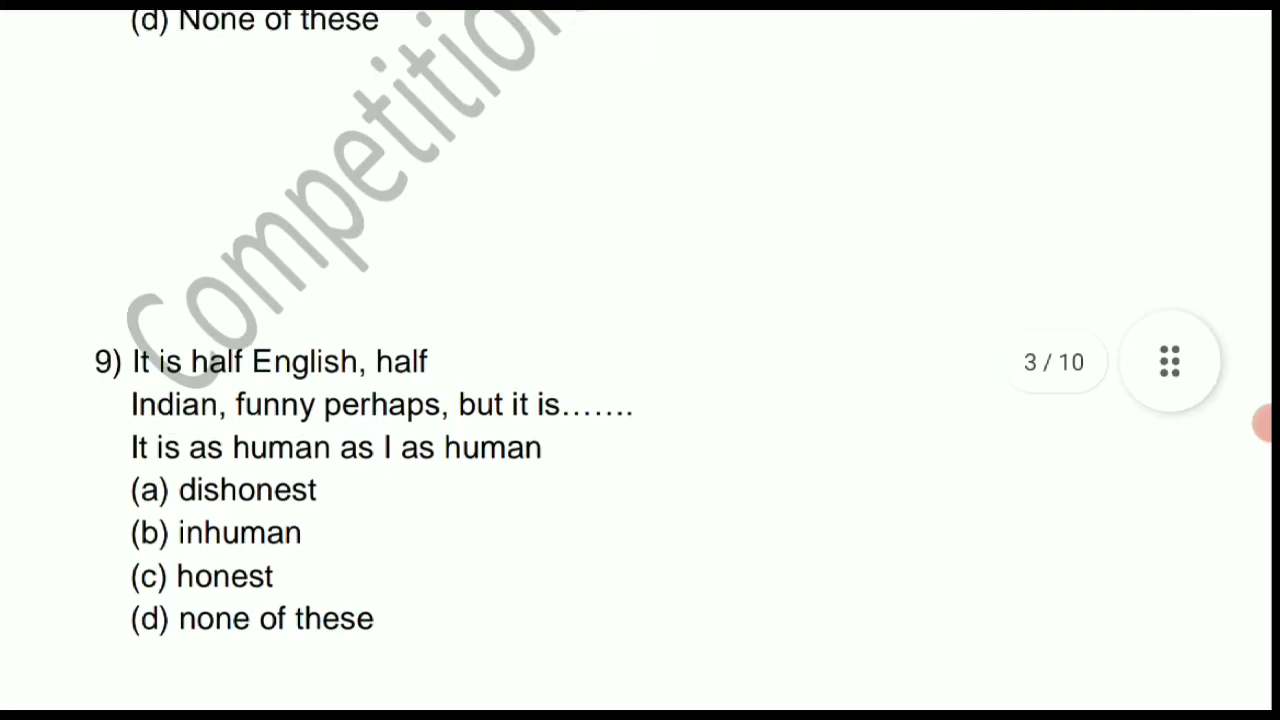 (d) None of these
Competition
9) It is half English, half
Indian, funny perhaps, but it is.......
It is as human as I as human
(a) dishonest
(b) inhuman
(c) honest
(d) none of these
3 / 10